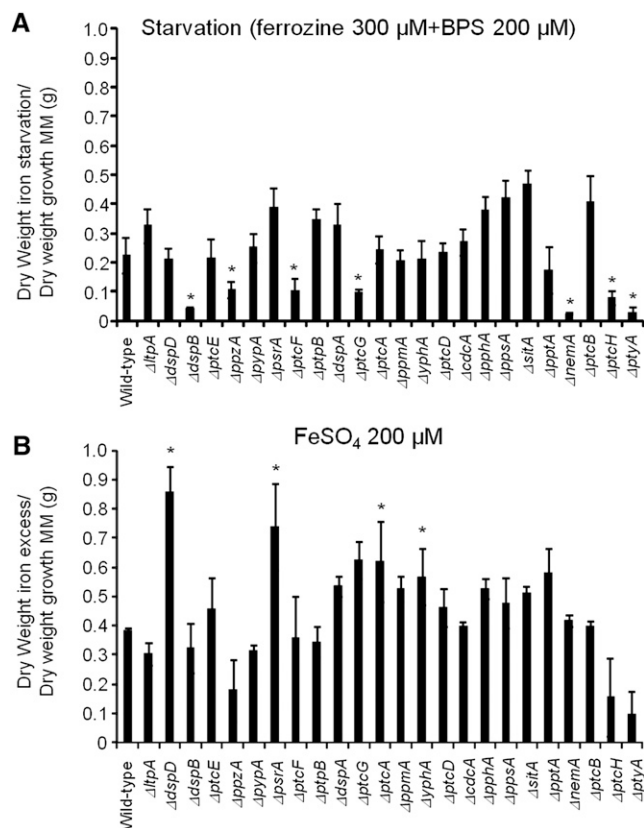 A
Starvation (ferrozine 300 µM+BPS 200 µM)
Dry Weight iron starvation/
Dry weight growth MM (g)
1.0
0.9
0.8
0.7
0.6
0.5
0.4
0.3
0.2
0.1
0
* * * * * * *
Wild-type ΔltpA ΔdspD ΔdspB ΔptcE ΔppzA ΔpypA ΔpsrA ΔptcF ΔptpB ΔdspA ΔptcG ΔptcA ΔppmA ΔyphA ΔptcD ΔcdcA ΔpphA ΔppsA ΔsitA ΔpptA ΔnemA ΔptcB ΔptcH ΔptyA
B
FeSO₄ 200 µM
Dry Weight iron excess/
Dry weight growth MM (g)
1.0
0.9
0.8
0.7
0.6
0.5
0.4
0.3
0.2
0.1
0
* * * *
Wild-type ΔltpA ΔdspD ΔdspB ΔptcE ΔppzA ΔpypA ΔpsrA ΔptcF ΔptpB ΔdspA ΔptcG ΔptcA ΔppmA ΔyphA ΔptcD ΔcdcA ΔpphA ΔppsA ΔsitA ΔpptA ΔnemA ΔptcB ΔptcH ΔptyA